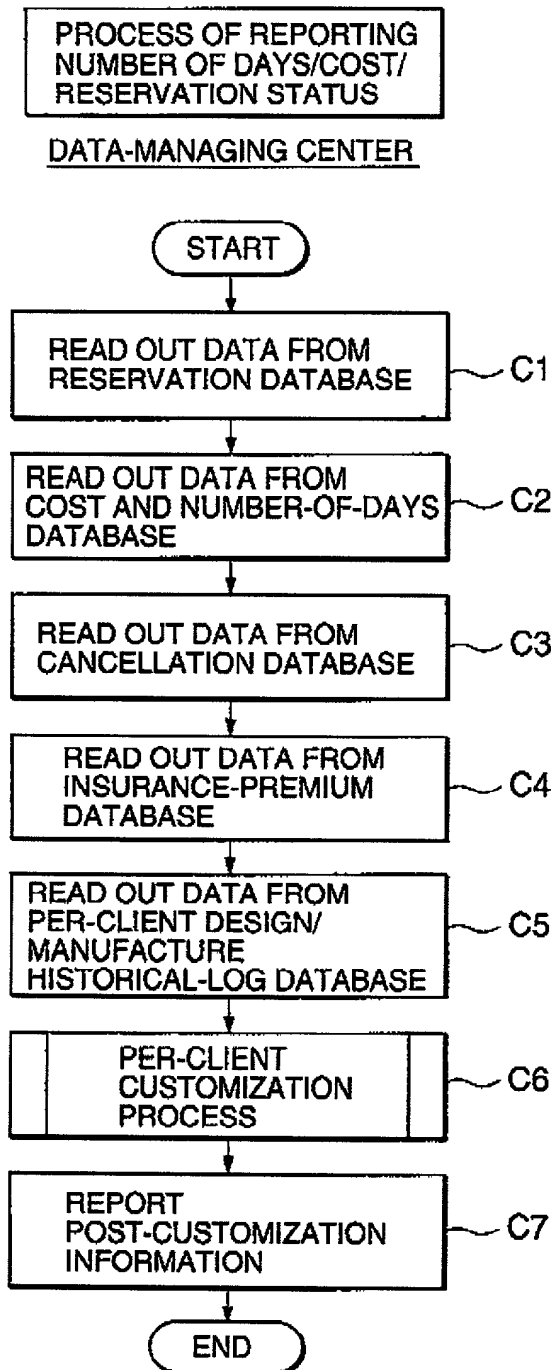 PROCESS OF REPORTING
NUMBER OF DAYS/COST/
RESERVATION STATUS
DATA-MANAGING CENTER
START
READ OUT DATA FROM
RESERVATION DATABASE
C1
READ OUT DATA FROM
COST AND NUMBER-OF-DAYS
DATABASE
C2
READ OUT DATA FROM
CANCELLATION DATABASE
C3
READ OUT DATA FROM
INSURANCE-PREMIUM
DATABASE
C4
READ OUT DATA FROM
PER-CLIENT DESIGN/
MANUFACTURE
HISTORICAL-LOG DATABASE
C5
PER-CLIENT
CUSTOMIZATION
PROCESS
C6
REPORT
POST-CUSTOMIZATION
INFORMATION
C7
END